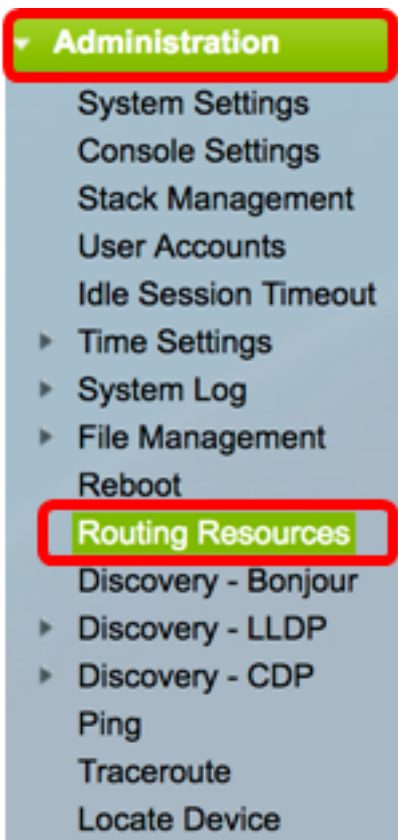 Administration
System Settings
Console Settings
Stack Management
User Accounts
Idle Session Timeout
Time Settings
System Log
File Management
Reboot
Routing Resources
Discovery - Bonjour
Discovery - LLDP
Discovery - CDP
Ping
Traceroute
Locate Device